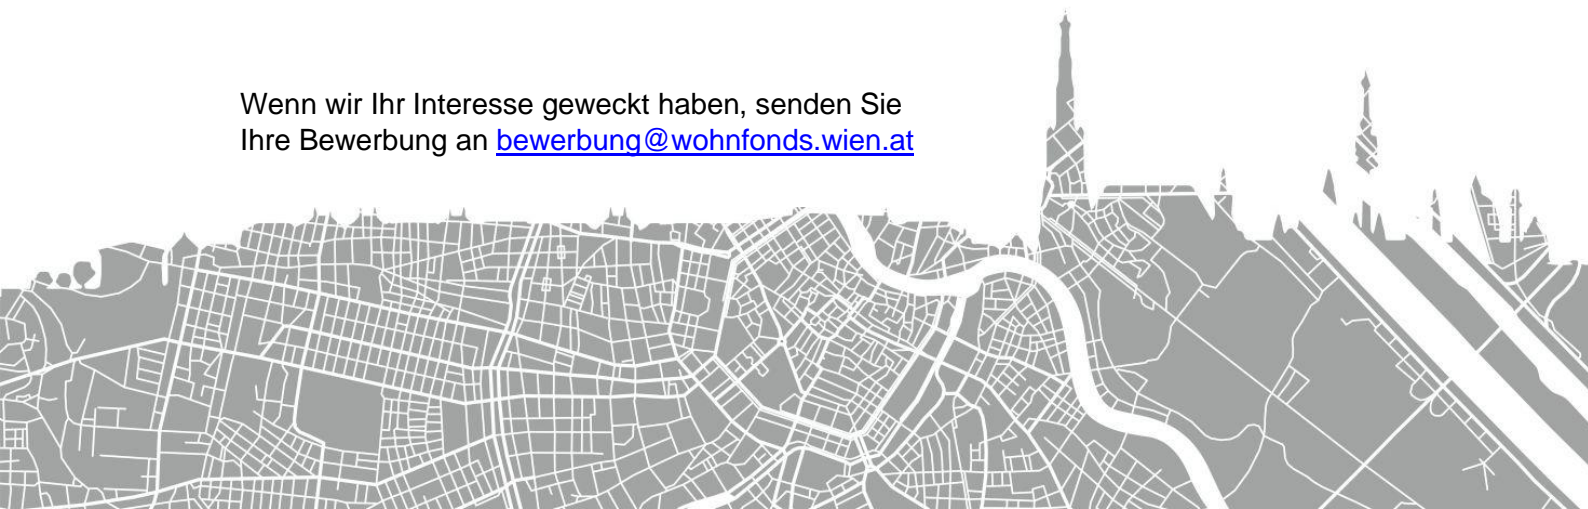 Wenn wir Ihr Interesse geweckt haben, senden Sie
Ihre Bewerbung an bewerbung@wohnfonds.wien.at